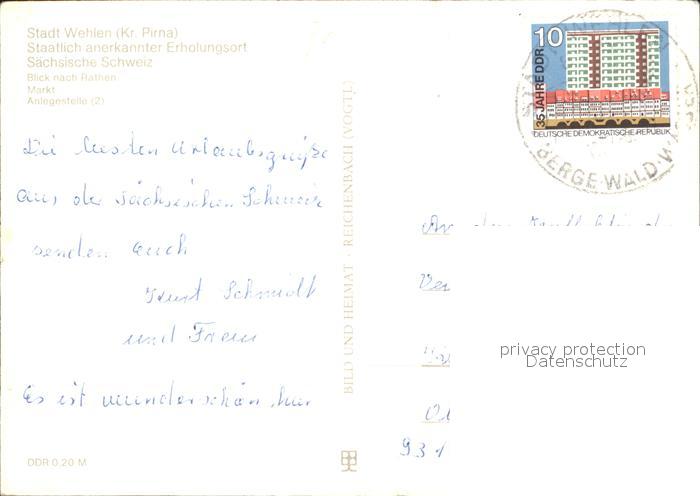 Stadt Wehlen (Kr. Pirna)
Staatlich anerkannter Erholungsort
Sächsische Schweiz
Blick nach Rathen
Markt
Anlegestelle (2)
Die besten Urlaubsgrüße
aus der sächsischen Schweiz
senden Euch
Kurt Schmidt
und Frau
Es ist wunderschön hier
DDR 0,20 M
BILD UND HEIMAT · REICHENBACH (VOGTL)
10
35 JAHRE DDR
DEUTSCHE DEMOKRATISCHE REPUBLIK
BERGE·WALD·W
An
931
privacy protection
Datenschutz